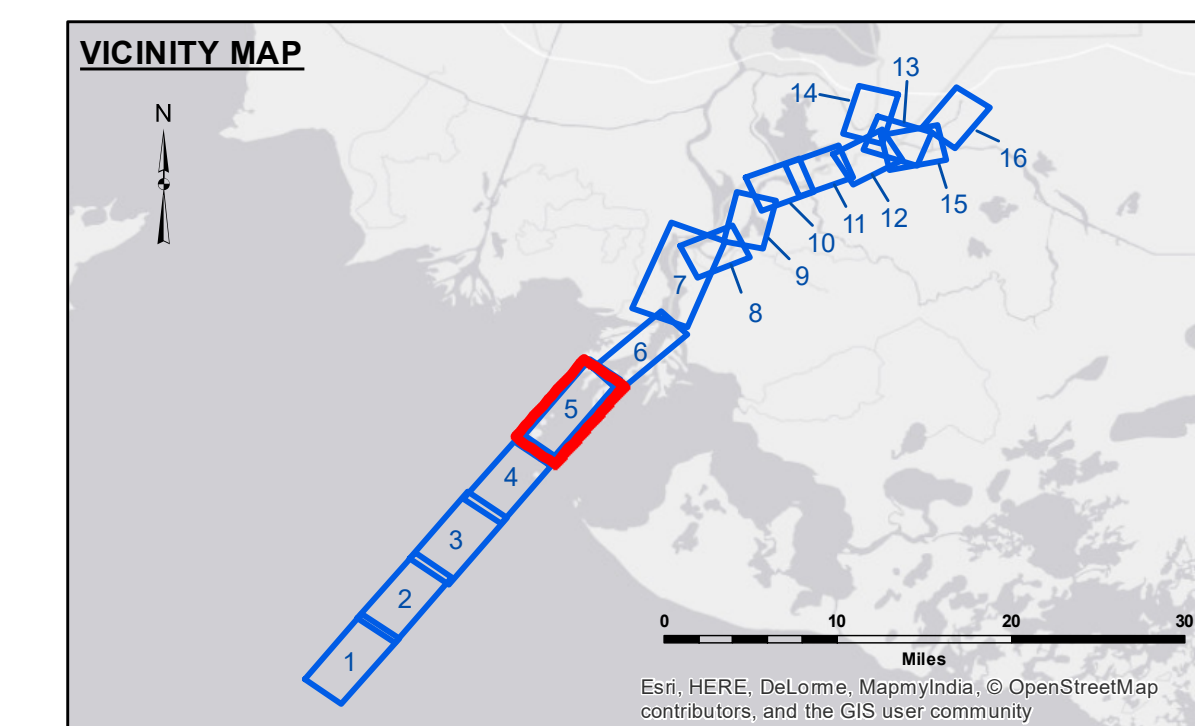 VICINITY MAP
N
13
14
16
15
12
11
10
9
8
7
6
5
4
3
2
1
0 10 20 30
Miles
Esri, HERE, DeLorme, MapmyIndia, © OpenStreetMap
contributors, and the GIS user community